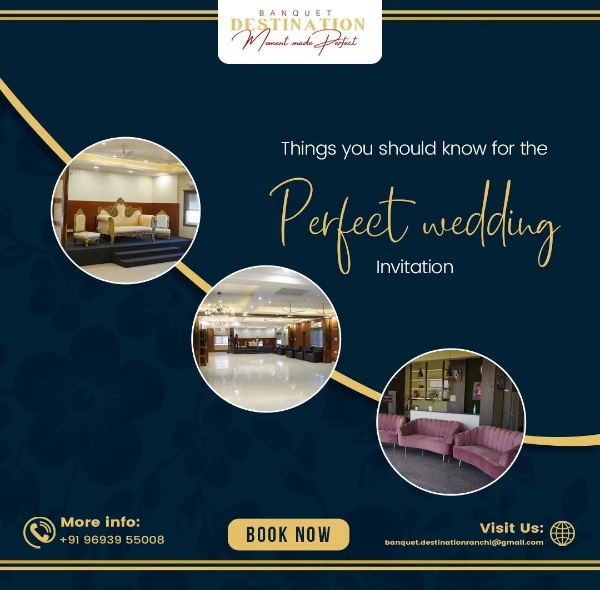 BANQUET
DESTINATION
Moment made Perfect
Things you should know for the
Perfect wedding
Invitation
More info:
+91 96939 55008
BOOK NOW
Visit Us:
banquet.destinationranchi@gmail.com